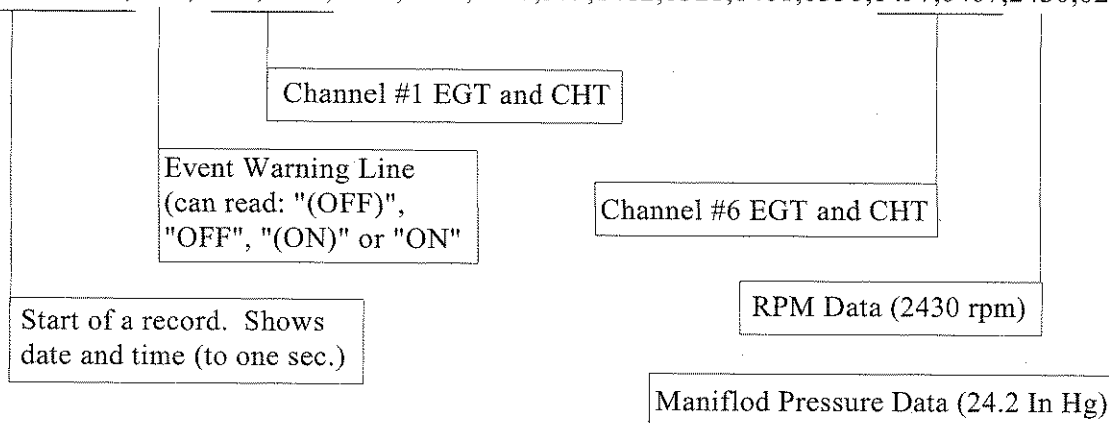 Channel #1 EGT and CHT
Event Warning Line
(can read: "(OFF)",
"OFF", "(ON)" or "ON"
Channel #6 EGT and CHT
Start of a record. Shows
date and time (to one sec.)
RPM Data (2430 rpm)
Maniflod Pressure Data (24.2 In Hg)